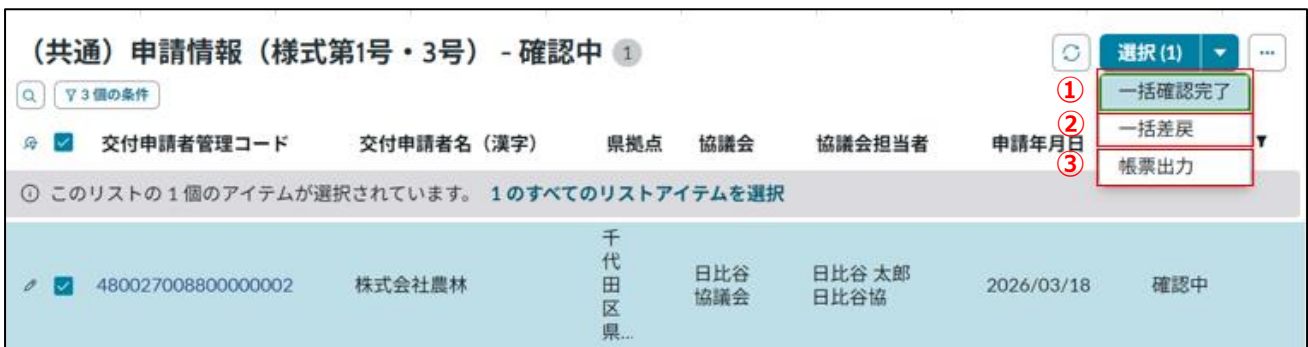 （共通）申請情報（様式第1号・3号） - 確認中 1
選択 (1)
...
3 個の条件
① 一括確認完了
② 一括差戻
③ 帳票出力
交付申請者管理コード 交付申請者名（漢字） 県拠点 協議会 協議会担当者 申請年月日
このリストの 1 個のアイテムが選択されています。 1 のすべてのリストアイテムを選択
480027008800000002 株式会社農林 千代田区県... 日比谷協議会 日比谷 太郎 日比谷協 2026/03/18 確認中